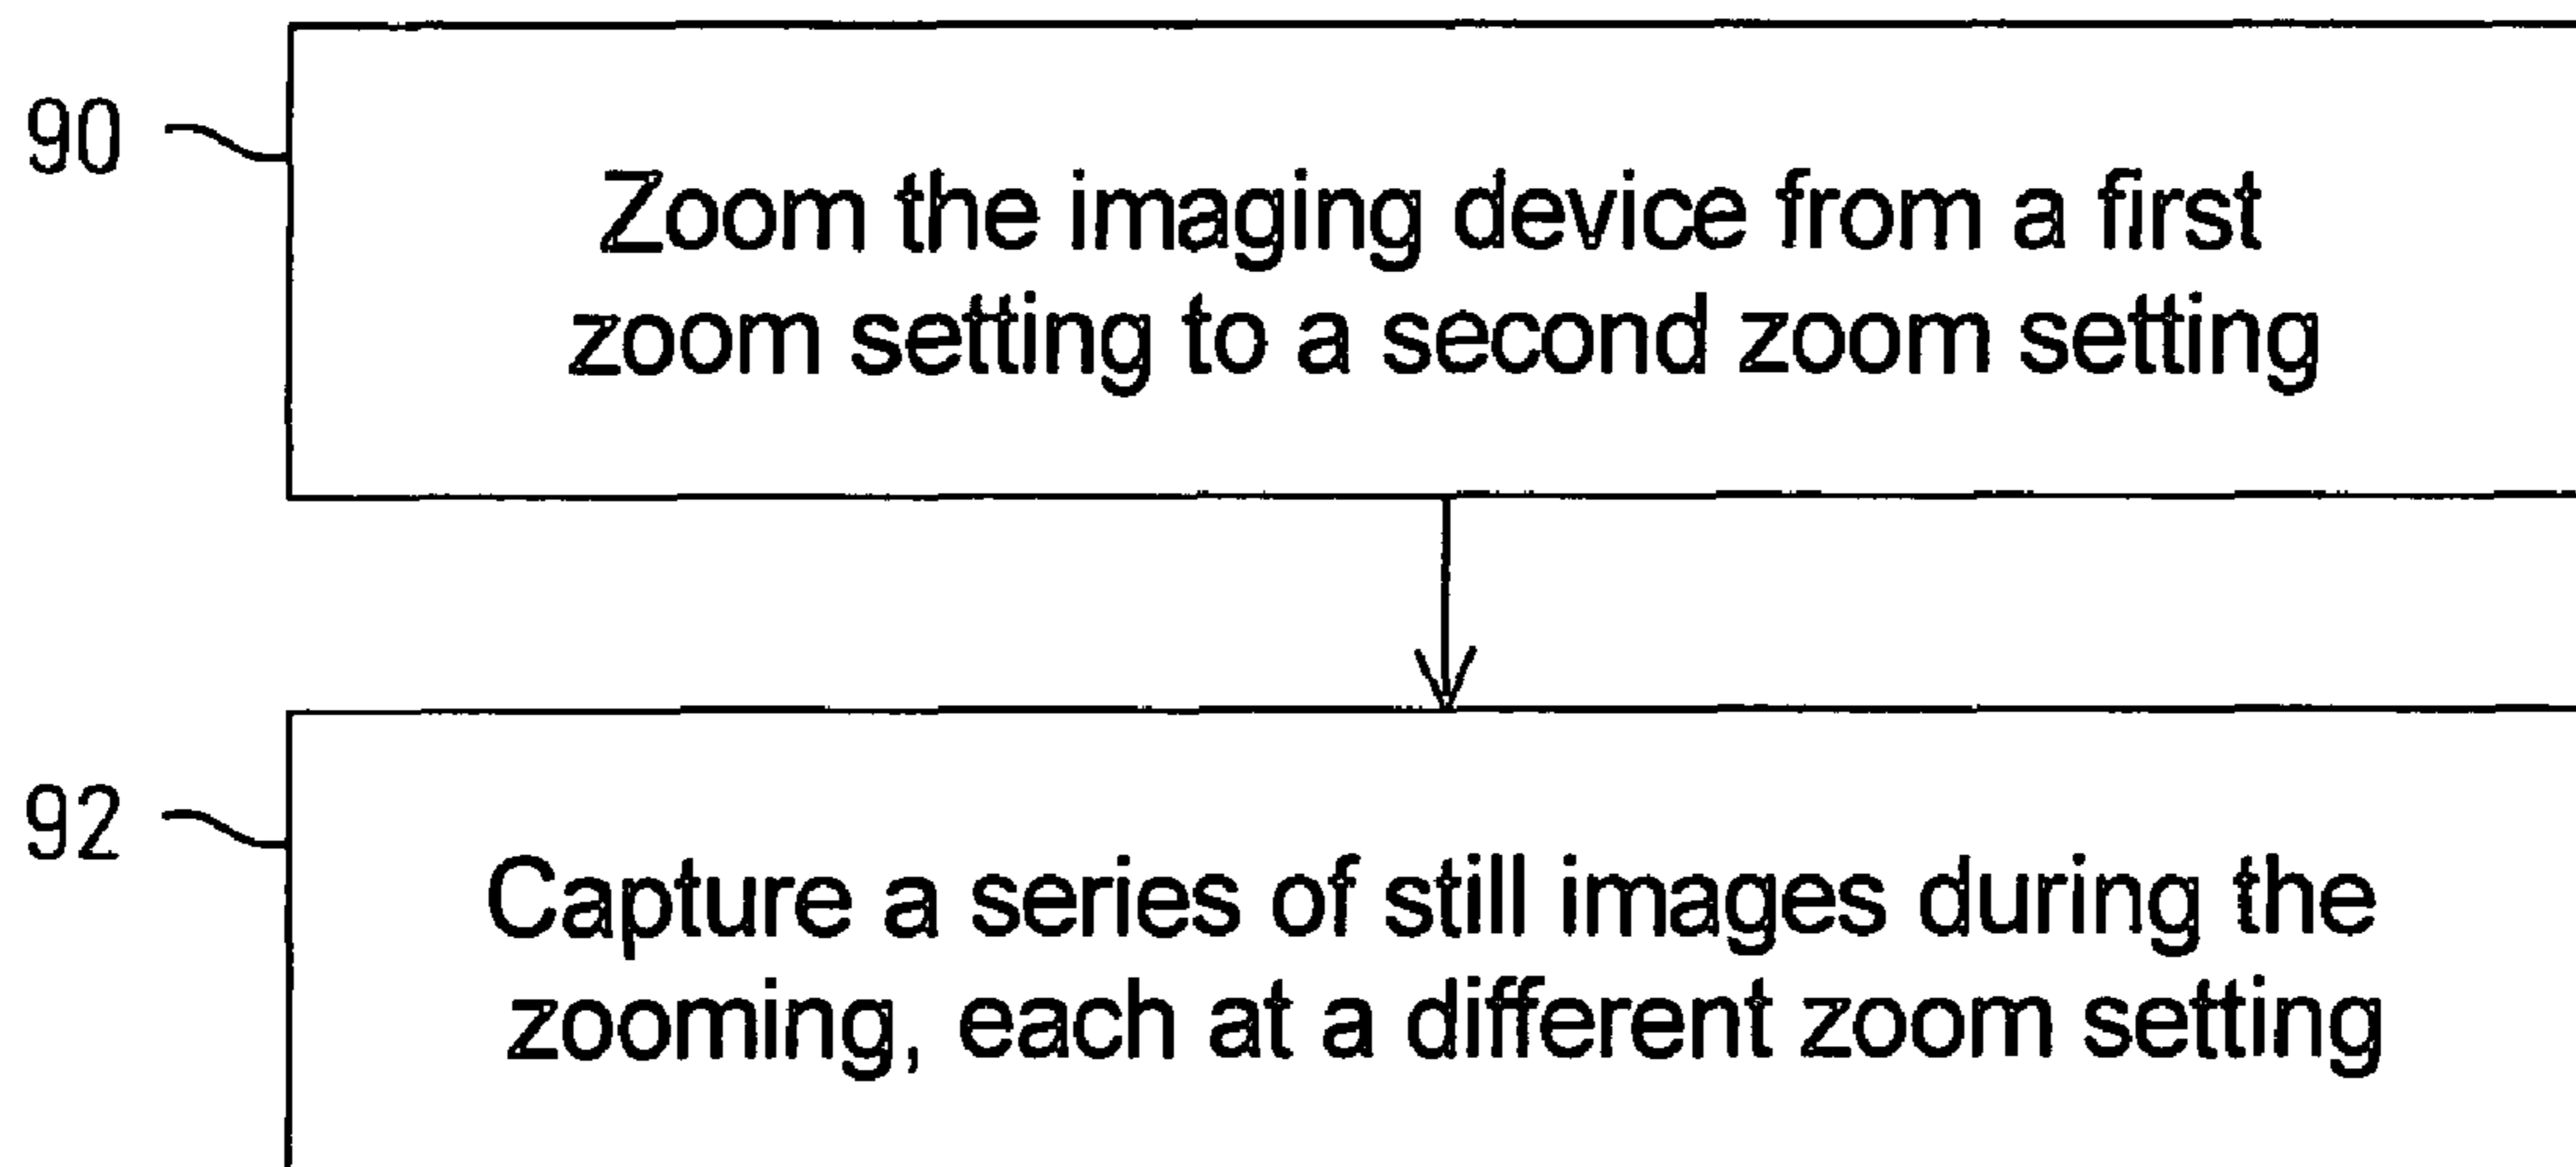 90
Zoom the imaging device from a first
zoom setting to a second zoom setting
92
Capture a series of still images during the
zooming, each at a different zoom setting